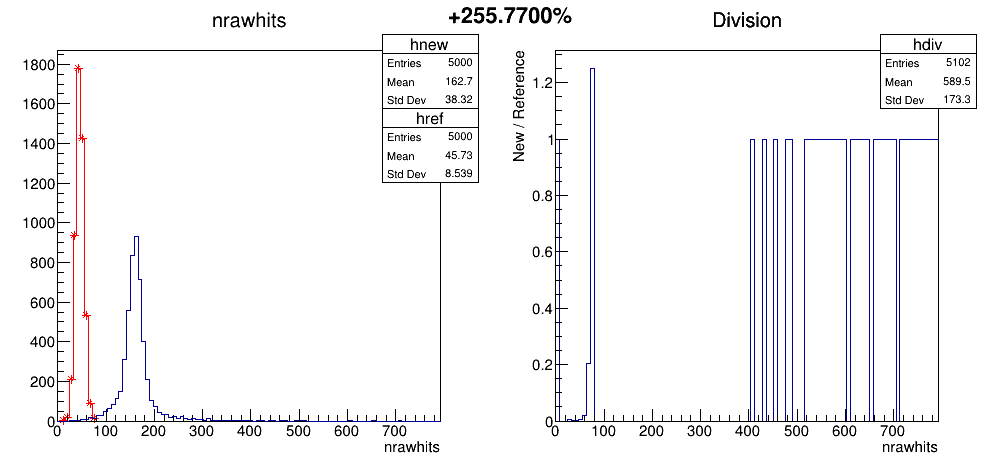 +255.7700%
nrawhits
hnew
Entries 5000
Mean 162.7
Std Dev 38.32
href
Entries 5000
Mean 45.73
Std Dev 8.539
1800
1600
1400
1200
1000
800
600
400
200
0
0 100 200 300 400 500 600 700
nrawhits
Division
hdiv
Entries 5102
Mean 589.5
Std Dev 173.3
New / Reference
1.2
1
0.8
0.6
0.4
0.2
0
0 100 200 300 400 500 600 700
nrawhits